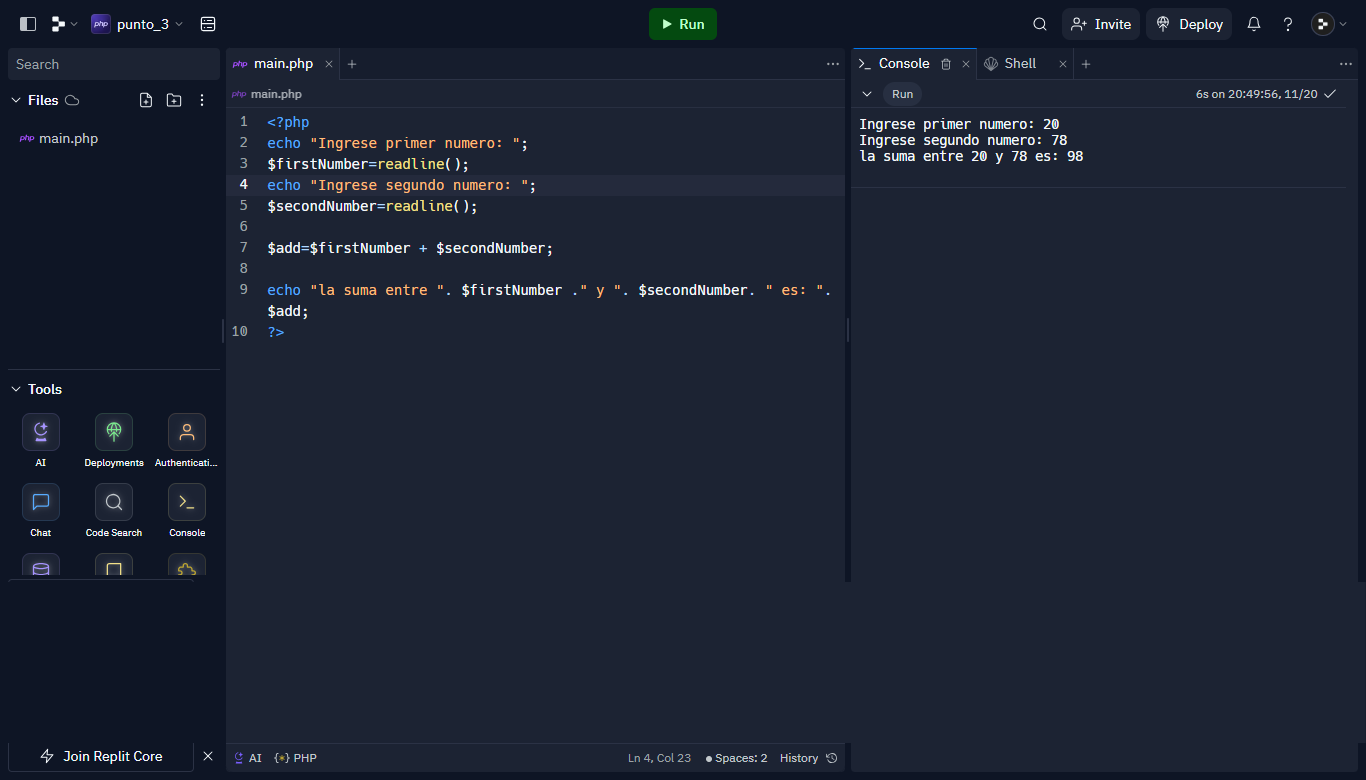 php punto_3
Run
Invite
Deploy
Search
Files
php main.php
php main.php
php main.php
1 <?php
2 echo "Ingrese primer numero: ";
3 $firstNumber=readline();
4 echo "Ingrese segundo numero: ";
5 $secondNumber=readline();
6
7 $add=$firstNumber + $secondNumber;
8
9 echo "la suma entre ". $firstNumber ." y ". $secondNumber. " es: ".
$add;
10 ?>
Console
Shell
Run
6s on 20:49:56, 11/20
Ingrese primer numero: 20
Ingrese segundo numero: 78
la suma entre 20 y 78 es: 98
Tools
AI
Deployments
Authenticati...
Chat
Code Search
Console
Join Replit Core
AI
PHP
Ln 4, Col 23
Spaces: 2
History